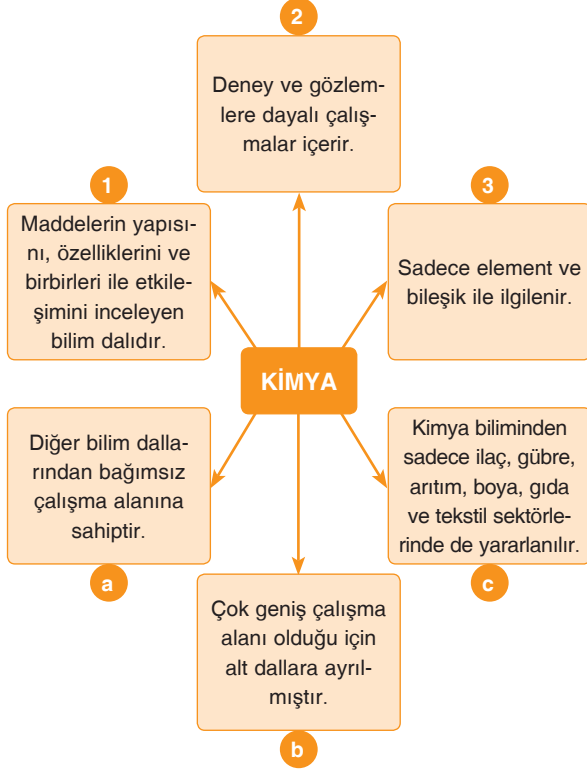 2
Deney ve gözlem-
lere dayalı çalış-
malar içerir.
1
Maddelerin yapısı-
nı, özelliklerini ve
birbirleri ile etkile-
şimini inceleyen
bilim dalıdır.
3
Sadece element ve
bileşik ile ilgilenir.
KİMYA
Diğer bilim dalla-
rından bağımsız
çalışma alanına
sahiptir.
a
Kimya biliminden
sadece ilaç, gübre,
arıtım, boya, gıda
ve tekstil sektörle-
rinde de yararlanılır.
c
Çok geniş çalışma
alanı olduğu için
alt dallara ayrıl-
mıştır.
b